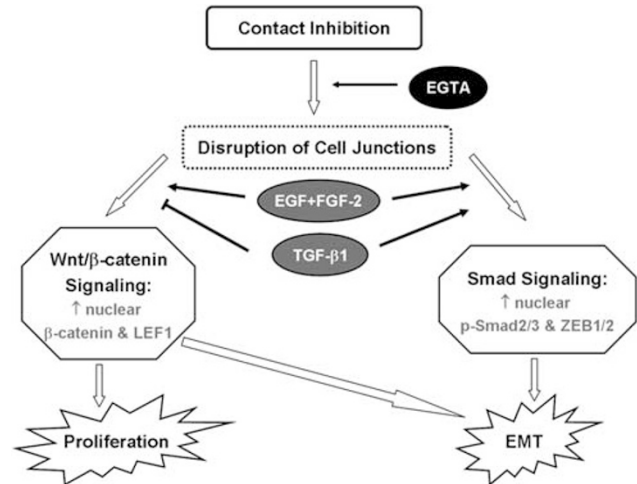 Contact Inhibition
EGTA
Disruption of Cell Junctions
EGF+FGF-2
TGF-β1
Wnt/β-catenin
Signaling:
↑ nuclear
β-catenin & LEF1
Smad Signaling:
↑ nuclear
p-Smad2/3 & ZEB1/2
Proliferation
EMT